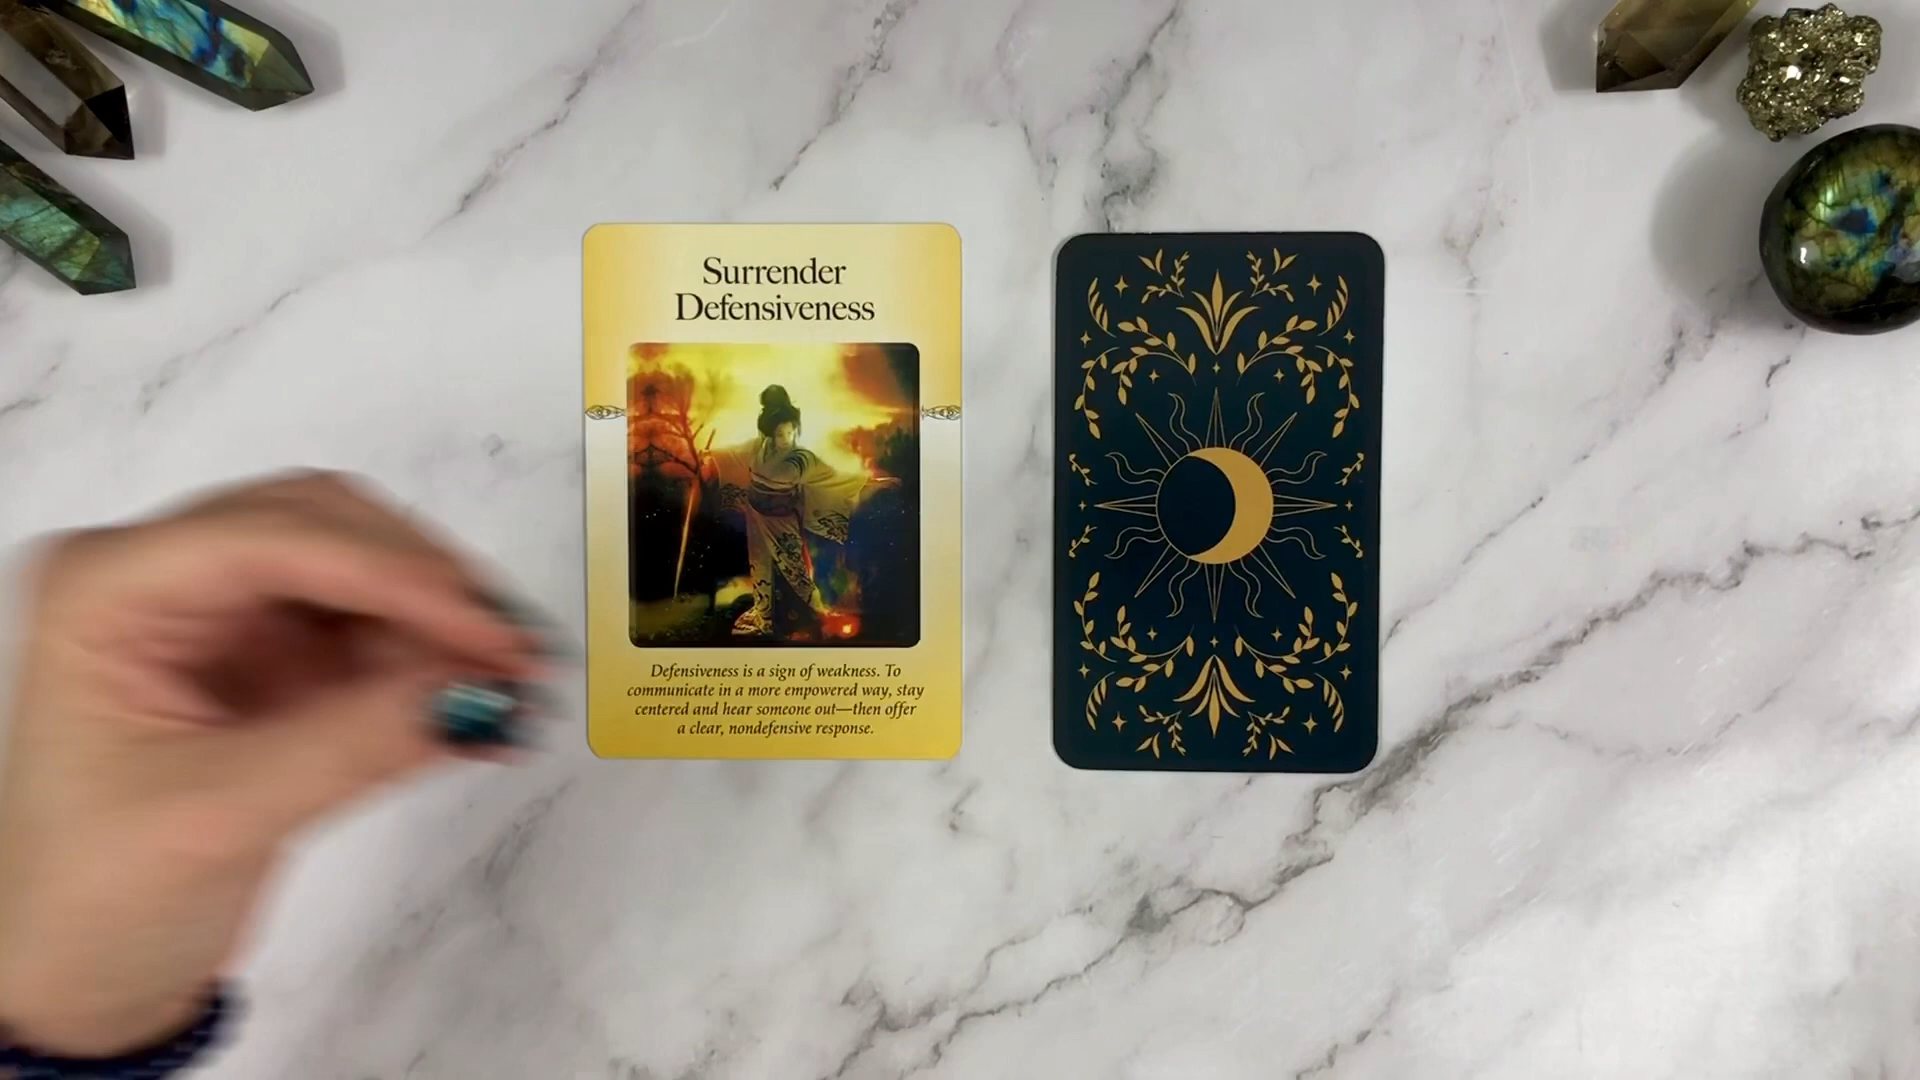 Surrender
Defensiveness
Defensiveness is a sign of weakness. To
communicate in a more empowered way, stay
centered and hear someone out—then offer
a clear, nondefensive response.